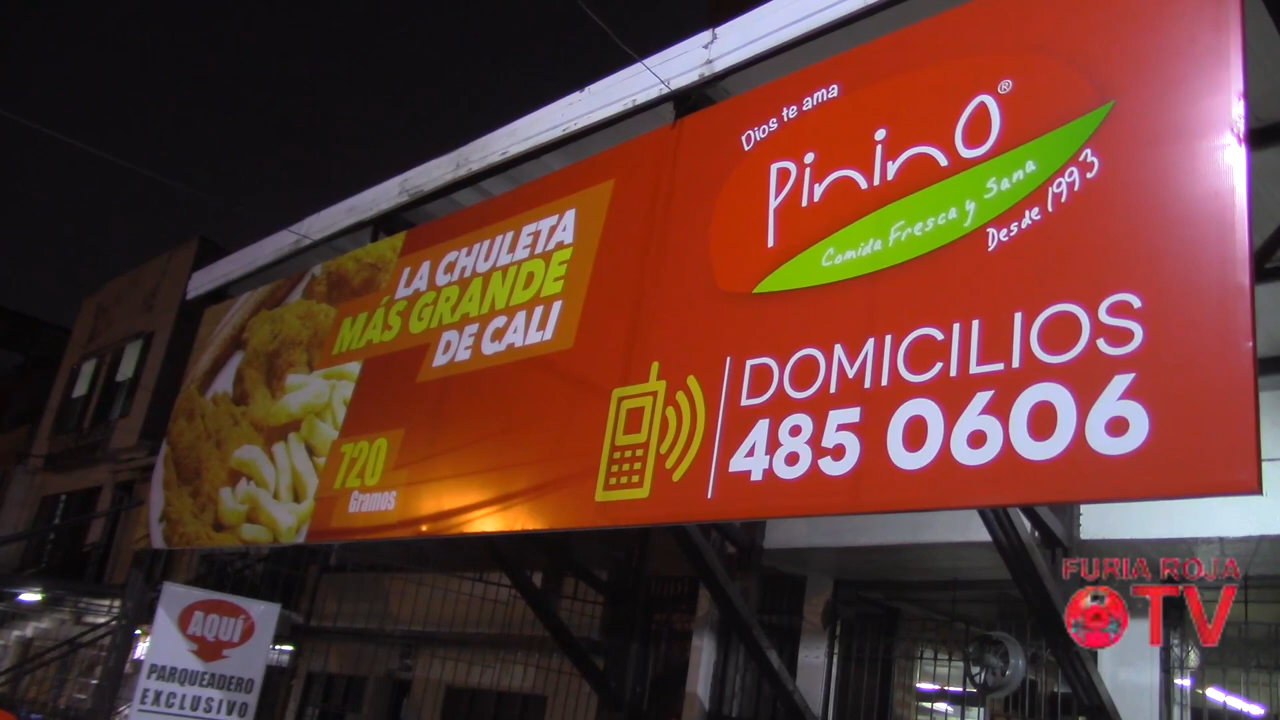 Dios te ama
Pinino®
Comida Fresca y Sana
Desde 1993
LA CHULETA
MÁS GRANDE
DE CALI
720
Gramos
DOMICILIOS
485 0606
AQUÍ
PARQUEADERO
EXCLUSIVO
FURIA ROJA
TV